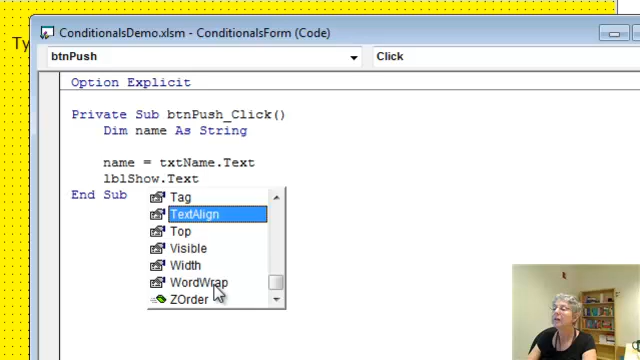 Ty
ConditionalsDemo.xlsm - ConditionalsForm (Code)
btnPush Click
Option Explicit
Private Sub btnPush_Click()
Dim name As String
name = txtName.Text
lblShow.Text
End Sub
Tag
TextAlign
Top
Visible
Width
WordWrap
ZOrder